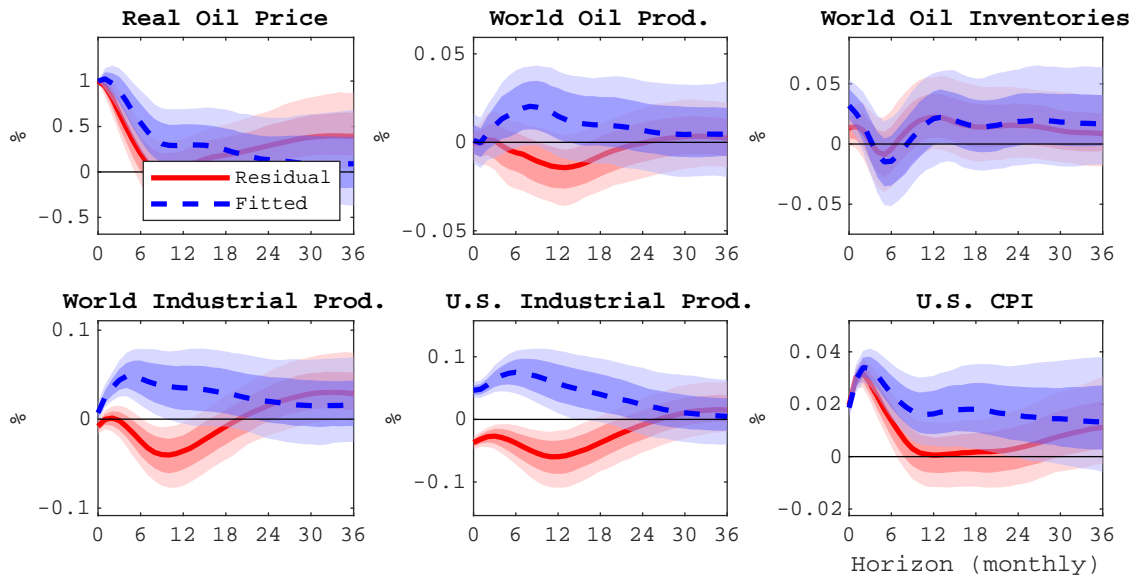 Real Oil Price
World Oil Prod.
World Oil Inventories
%
1
0.5
0
-0.5
0 6 12 18 24 30 36
Residual
Fitted
%
0.05
0
-0.05
0 6 12 18 24 30 36
%
0.05
0
-0.05
0 6 12 18 24 30 36
World Industrial Prod.
U.S. Industrial Prod.
U.S. CPI
%
0.1
0
-0.1
0 6 12 18 24 30 36
%
0.1
0
-0.1
0 6 12 18 24 30 36
%
0.04
0.02
0
-0.02
0 6 12 18 24 30 36
Horizon (monthly)